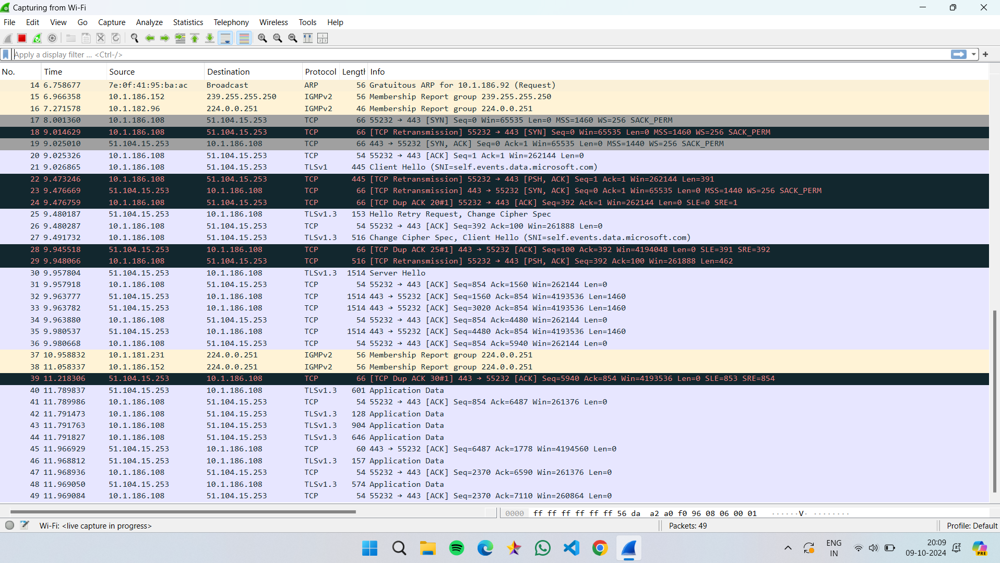 Capturing from Wi-Fi
File Edit View Go Capture Analyze Statistics Telephony Wireless Tools Help
Apply a display filter ... <Ctrl-/>
No. Time Source Destination Protocol Length Info
14 6.758677 7e:0f:41:95:ba:ac Broadcast ARP 56 Gratuitous ARP for 10.1.186.92 (Request)
15 6.966358 10.1.186.152 239.255.255.250 IGMPv2 56 Membership Report group 239.255.255.250
16 7.271578 10.1.182.96 224.0.0.251 IGMPv2 46 Membership Report group 224.0.0.251
17 8.001360 10.1.186.108 51.104.15.253 TCP 66 55232 → 443 [SYN] Seq=0 Win=65535 Len=0 MSS=1460 WS=256 SACK_PERM
18 9.014629 10.1.186.108 51.104.15.253 TCP 66 [TCP Retransmission] 55232 → 443 [SYN] Seq=0 Win=65535 Len=0 MSS=1460 WS=256 SACK_PERM
19 9.025010 51.104.15.253 10.1.186.108 TCP 66 443 → 55232 [SYN, ACK] Seq=0 Ack=1 Win=65535 Len=0 MSS=1440 WS=256 SACK_PERM
20 9.025326 10.1.186.108 51.104.15.253 TCP 54 55232 → 443 [ACK] Seq=1 Ack=1 Win=262144 Len=0
21 9.026865 10.1.186.108 51.104.15.253 TLSv1 445 Client Hello (SNI=self.events.data.microsoft.com)
22 9.473246 10.1.186.108 51.104.15.253 TCP 445 [TCP Retransmission] 55232 → 443 [PSH, ACK] Seq=1 Ack=1 Win=262144 Len=391
23 9.476669 51.104.15.253 10.1.186.108 TCP 66 [TCP Retransmission] 443 → 55232 [SYN, ACK] Seq=0 Ack=1 Win=65535 Len=0 MSS=1440 WS=256 SACK_PERM
24 9.476759 10.1.186.108 51.104.15.253 TCP 66 [TCP Dup ACK 20#1] 55232 → 443 [ACK] Seq=392 Ack=1 Win=262144 Len=0 SLE=0 SRE=1
25 9.480187 51.104.15.253 10.1.186.108 TLSv1.3 153 Hello Retry Request, Change Cipher Spec
26 9.480287 10.1.186.108 51.104.15.253 TCP 54 55232 → 443 [ACK] Seq=392 Ack=100 Win=261888 Len=0
27 9.491732 10.1.186.108 51.104.15.253 TLSv1.3 516 Change Cipher Spec, Client Hello (SNI=self.events.data.microsoft.com)
28 9.945518 51.104.15.253 10.1.186.108 TCP 66 [TCP Dup ACK 25#1] 443 → 55232 [ACK] Seq=100 Ack=392 Win=4194048 Len=0 SLE=391 SRE=392
29 9.948066 10.1.186.108 51.104.15.253 TCP 516 [TCP Retransmission] 55232 → 443 [PSH, ACK] Seq=392 Ack=100 Win=261888 Len=462
30 9.957804 51.104.15.253 10.1.186.108 TLSv1.3 1514 Server Hello
31 9.957918 10.1.186.108 51.104.15.253 TCP 54 55232 → 443 [ACK] Seq=854 Ack=1560 Win=262144 Len=0
32 9.963777 51.104.15.253 10.1.186.108 TCP 1514 443 → 55232 [ACK] Seq=1560 Ack=854 Win=4193536 Len=1460
33 9.963782 51.104.15.253 10.1.186.108 TCP 1514 443 → 55232 [ACK] Seq=3020 Ack=854 Win=4193536 Len=1460
34 9.963880 10.1.186.108 51.104.15.253 TCP 54 55232 → 443 [ACK] Seq=854 Ack=4480 Win=262144 Len=0
35 9.980537 51.104.15.253 10.1.186.108 TCP 1514 443 → 55232 [ACK] Seq=4480 Ack=854 Win=4193536 Len=1460
36 9.980668 10.1.186.108 51.104.15.253 TCP 54 55232 → 443 [ACK] Seq=854 Ack=5940 Win=262144 Len=0
37 10.958832 10.1.181.231 224.0.0.251 IGMPv2 56 Membership Report group 224.0.0.251
38 11.058337 10.1.186.152 224.0.0.251 IGMPv2 56 Membership Report group 224.0.0.251
39 11.218306 51.104.15.253 10.1.186.108 TCP 66 [TCP Dup ACK 30#1] 443 → 55232 [ACK] Seq=5940 Ack=854 Win=4193536 Len=0 SLE=853 SRE=854
40 11.789837 51.104.15.253 10.1.186.108 TLSv1.3 601 Application Data
41 11.789986 10.1.186.108 51.104.15.253 TCP 54 55232 → 443 [ACK] Seq=854 Ack=6487 Win=261376 Len=0
42 11.791473 10.1.186.108 51.104.15.253 TLSv1.3 128 Application Data
43 11.791763 10.1.186.108 51.104.15.253 TLSv1.3 904 Application Data
44 11.791827 10.1.186.108 51.104.15.253 TLSv1.3 646 Application Data
45 11.966929 51.104.15.253 10.1.186.108 TCP 60 443 → 55232 [ACK] Seq=6487 Ack=1778 Win=4194560 Len=0
46 11.968812 51.104.15.253 10.1.186.108 TLSv1.3 157 Application Data
47 11.968936 10.1.186.108 51.104.15.253 TCP 54 55232 → 443 [ACK] Seq=2370 Ack=6590 Win=261376 Len=0
48 11.969050 51.104.15.253 10.1.186.108 TLSv1.3 574 Application Data
49 11.969084 10.1.186.108 51.104.15.253 TCP 54 55232 → 443 [ACK] Seq=2370 Ack=7110 Win=260864 Len=0
0000 ff ff ff ff ff ff 56 da a2 a0 f0 96 08 06 00 01 ······V· ········
Wi-Fi: <live capture in progress> Packets: 49 Profile: Default
ENG 20:09
IN 09-10-2024
PRE